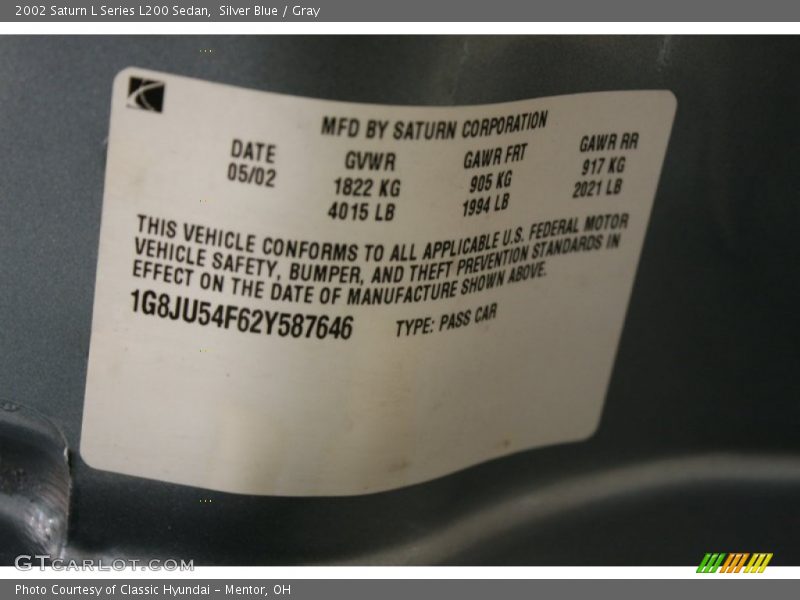 2002 Saturn L Series L200 Sedan,  Silver Blue / Gray
MFD BY SATURN CORPORATION
DATE GVWR GAWR FRT GAWR RR
05/02 1822 KG 905 KG 917 KG
4015 LB 1994 LB 2021 LB
THIS VEHICLE CONFORMS TO ALL APPLICABLE U.S. FEDERAL MOTOR
VEHICLE SAFETY, BUMPER, AND THEFT PREVENTION STANDARDS IN
EFFECT ON THE DATE OF MANUFACTURE SHOWN ABOVE.
1G8JU54F62Y587646 TYPE: PASS CAR
GTCARLOT.COM
Photo Courtesy of Classic Hyundai - Mentor, OH